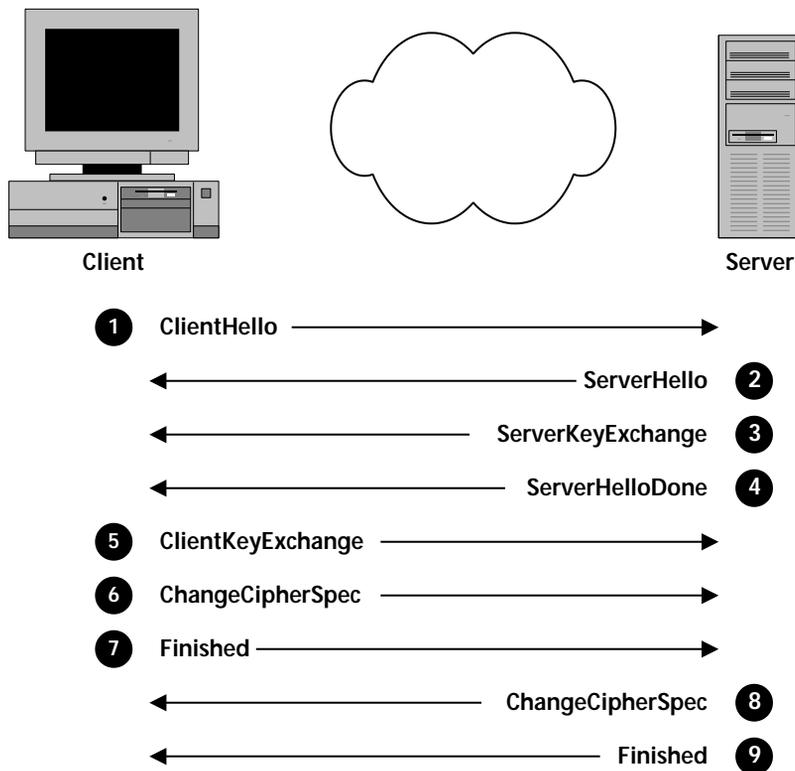 Client
Server
1 ClientHello
ServerHello 2
ServerKeyExchange 3
ServerHelloDone 4
5 ClientKeyExchange
6 ChangeCipherSpec
7 Finished
ChangeCipherSpec 8
Finished 9